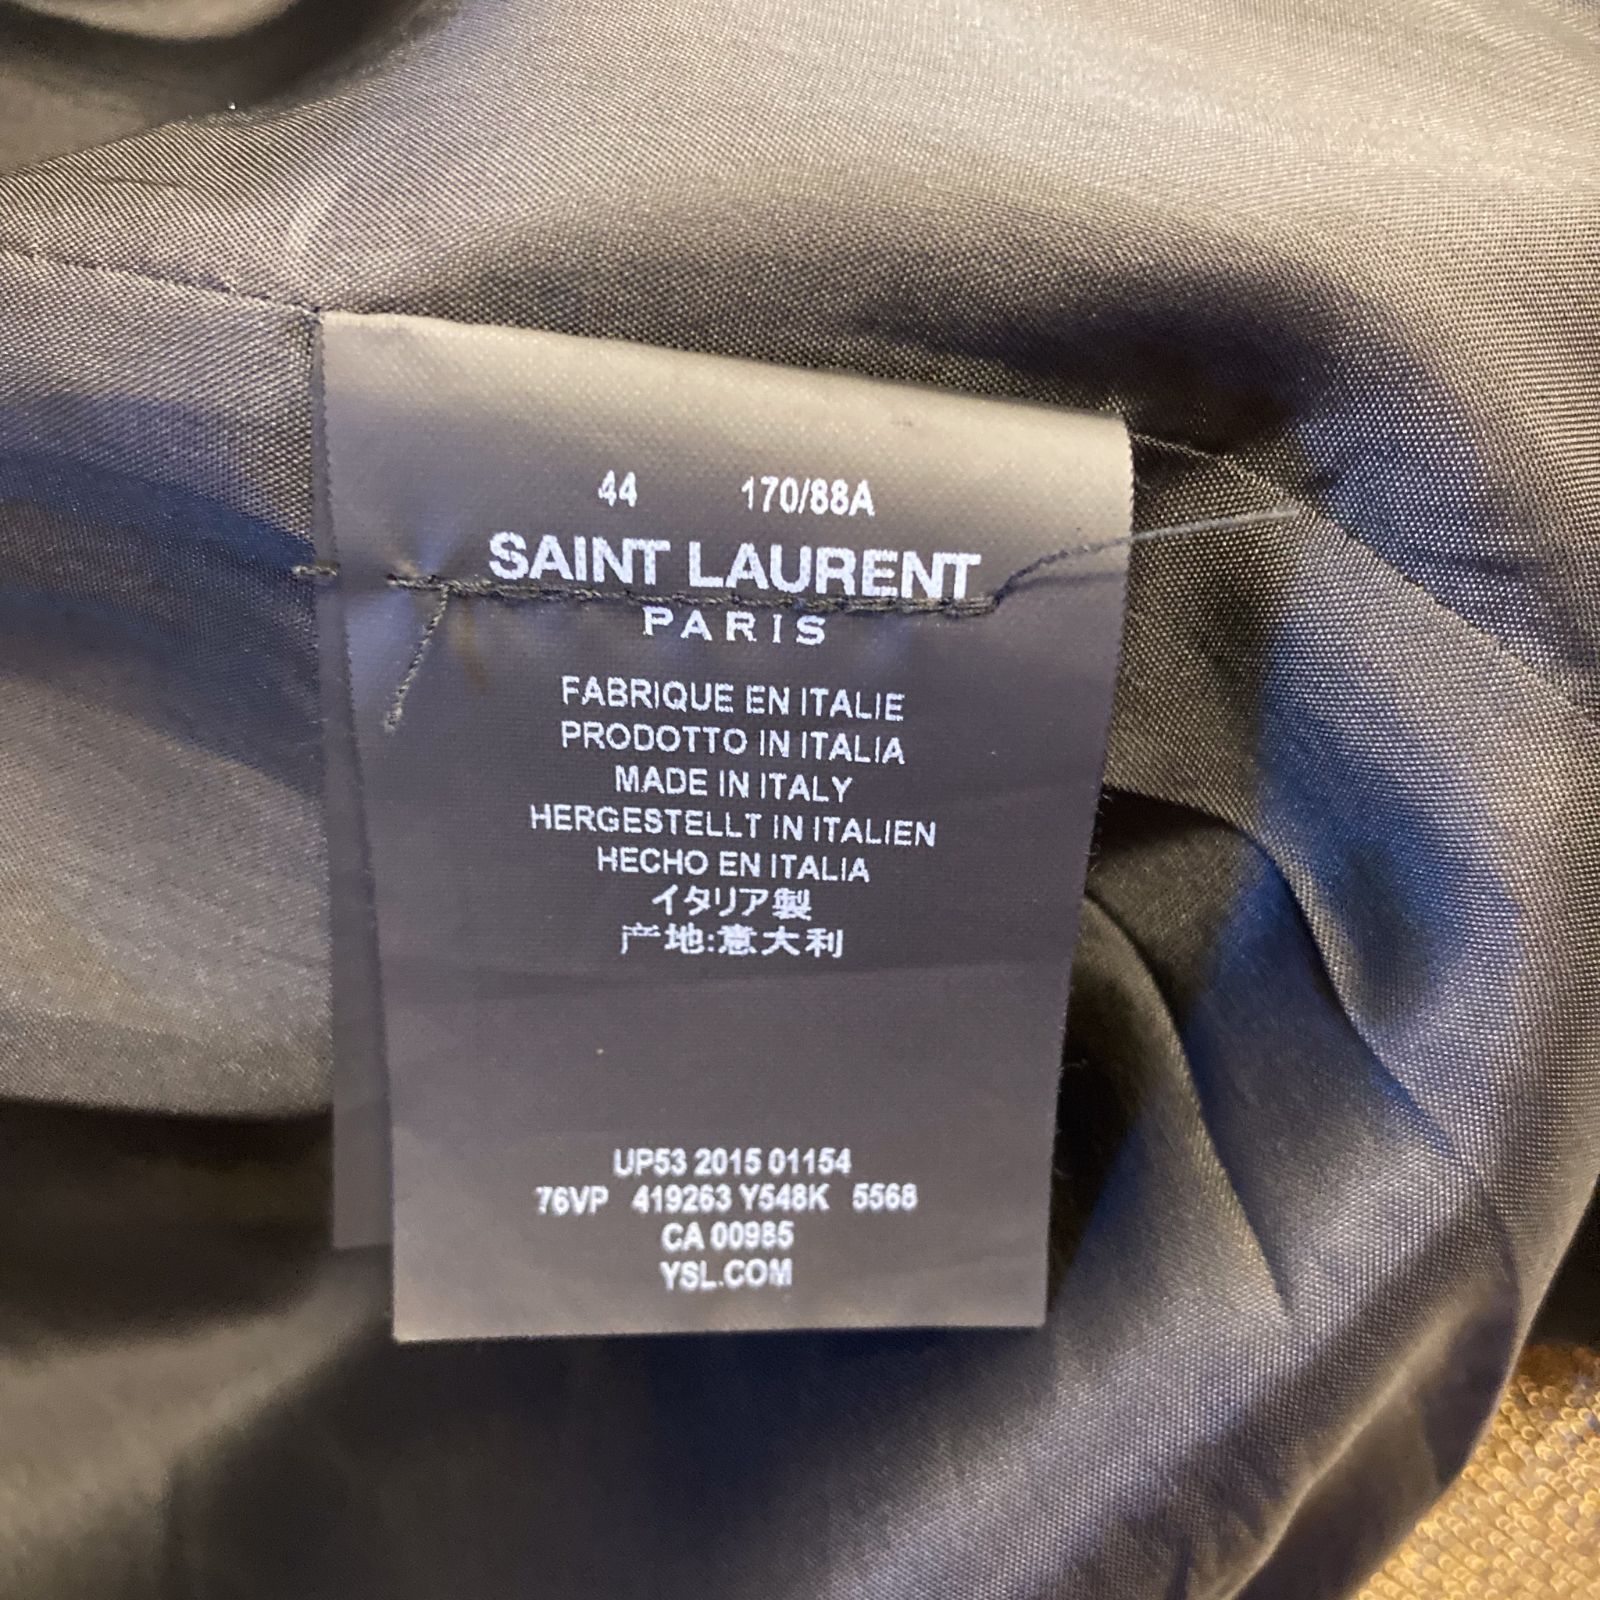 44 170/88A
SAINT LAURENT
PARIS
FABRIQUE EN ITALIE
PRODOTTO IN ITALIA
MADE IN ITALY
HERGESTELLT IN ITALIEN
HECHO EN ITALIA
イタリア製
产地:意大利
UP53 2015 01154
76VP 419263 Y548K 5568
CA 00985
YSL.COM